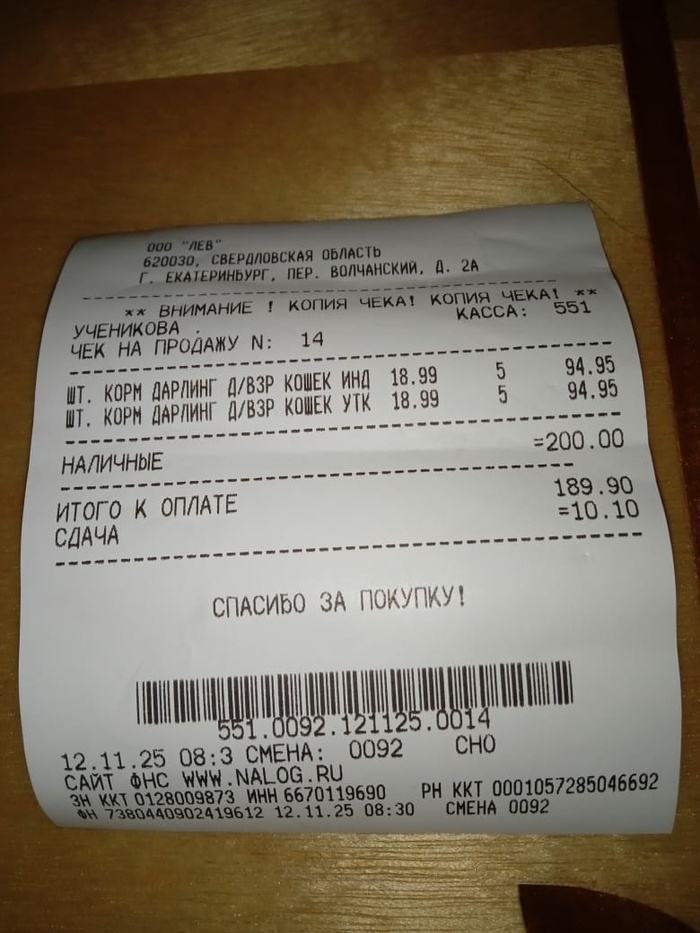 ООО "ЛЕВ"
620030, СВЕРДЛОВСКАЯ ОБЛАСТЬ
Г. ЕКАТЕРИНБУРГ, ПЕР. ВОЛЧАНСКИЙ, Д. 2А
** ВНИМАНИЕ ! КОПИЯ ЧЕКА! КОПИЯ ЧЕКА! **
УЧЕНИКОВА . КАССА: 551
ЧЕК НА ПРОДАЖУ N: 14
ШТ. КОРМ ДАРЛИНГ Д/ВЗР КОШЕК ИНД 18.99 5 94.95
ШТ. КОРМ ДАРЛИНГ Д/ВЗР КОШЕК УТК 18.99 5 94.95
НАЛИЧНЫЕ =200.00
ИТОГО К ОПЛАТЕ 189.90
СДАЧА =10.10
СПАСИБО ЗА ПОКУПКУ!
551.0092.121125.0014
12.11.25 08:3 СМЕНА: 0092 СНО
САЙТ ФНС WWW.NALOG.RU
ЗН ККТ 0128009873 ИНН 6670119690 РН ККТ 0001057285046692
ФН 7380440902419612 12.11.25 08:30 СМЕНА 0092